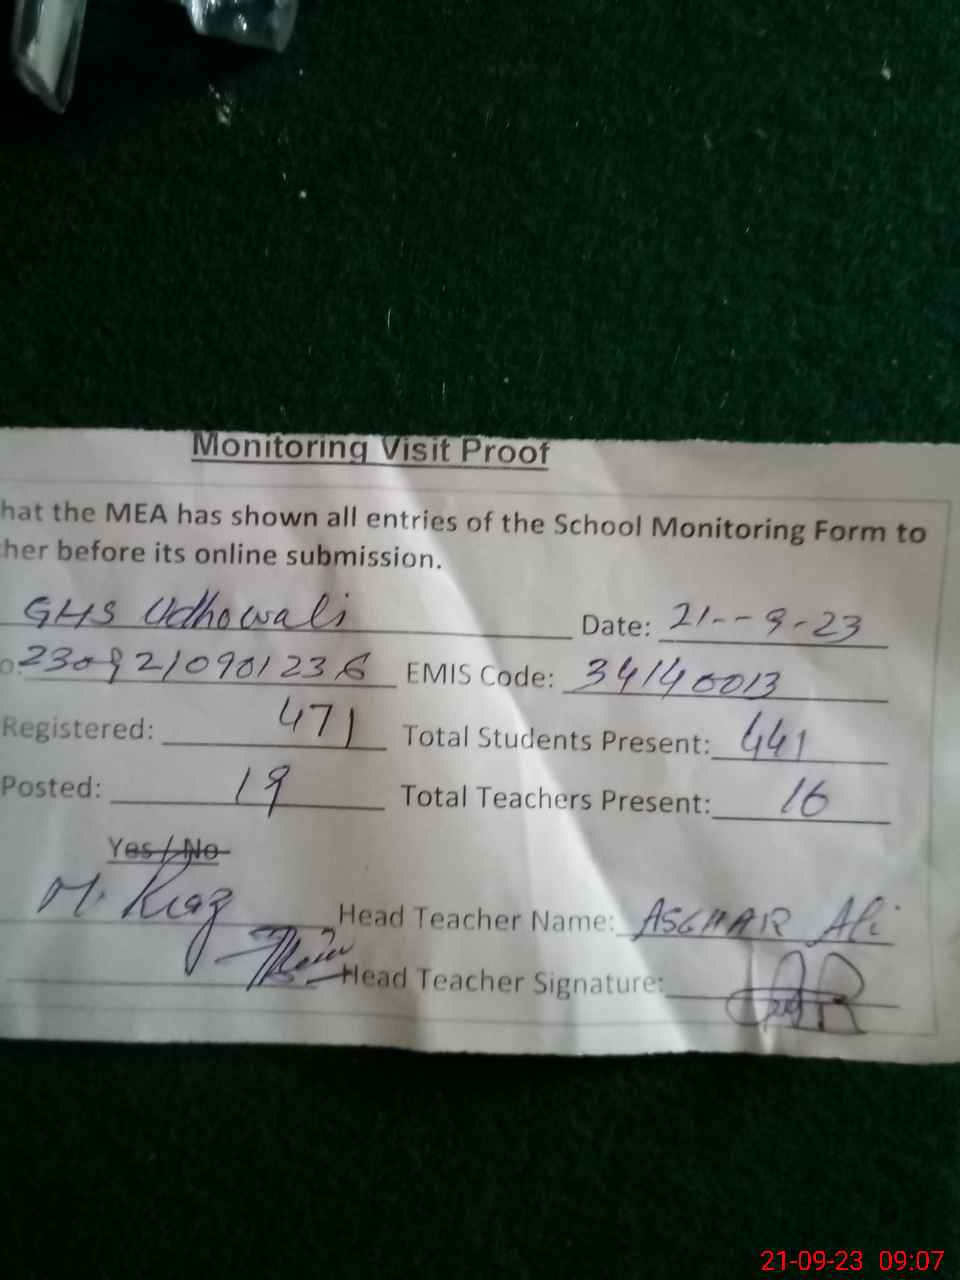 Monitoring Visit Proof
hat the MEA has shown all entries of the School Monitoring Form to
her before its online submission.
GHS Udhowali Date: 21--9-23
o. 2309210901236 EMIS Code: 34140013
Registered: 471 Total Students Present: 441
Posted: 19 Total Teachers Present: 16
Yes / No
M. Riaz Head Teacher Name: ASGHAR Ali
Head Teacher Signature:
21-09-23 09:07